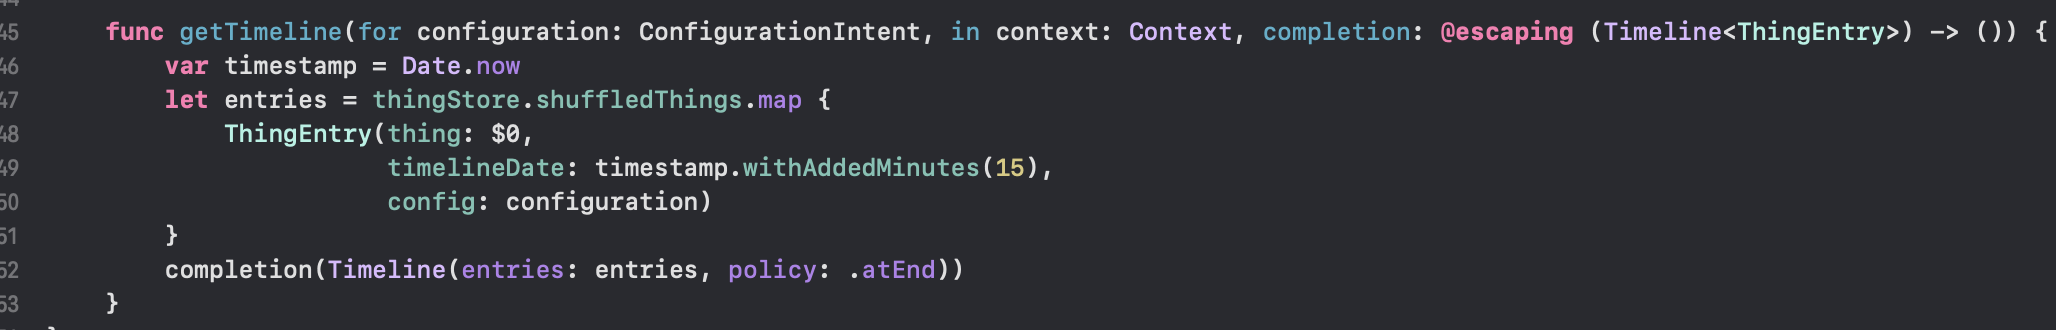 45 func getTimeline(for configuration: ConfigurationIntent, in context: Context, completion: @escaping (Timeline<ThingEntry>) -> ()) {
46 var timestamp = Date.now
47 let entries = thingStore.shuffledThings.map {
48 ThingEntry(thing: $0,
49 timelineDate: timestamp.withAddedMinutes(15),
50 config: configuration)
51 }
52 completion(Timeline(entries: entries, policy: .atEnd))
53 }